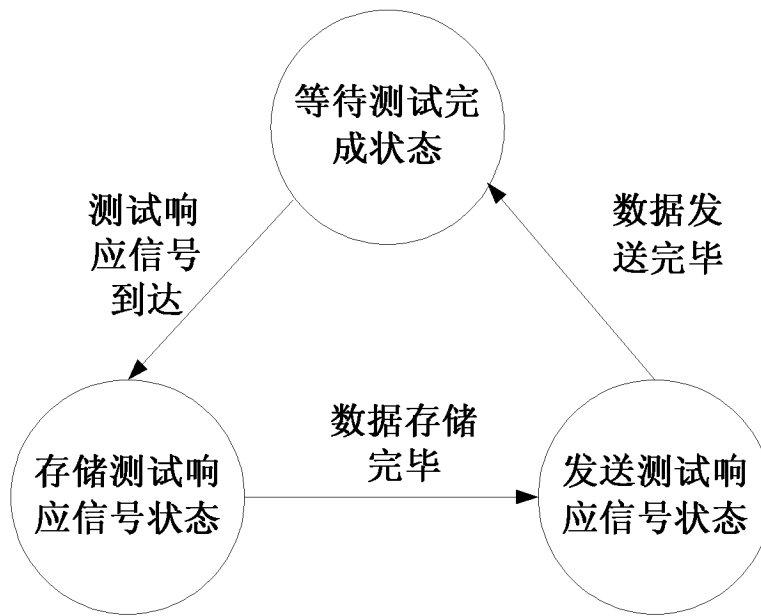 等待测试完
成状态
测试响
应信号
到达
数据发
送完毕
数据存储
完毕
存储测试响
应信号状态
发送测试响
应信号状态